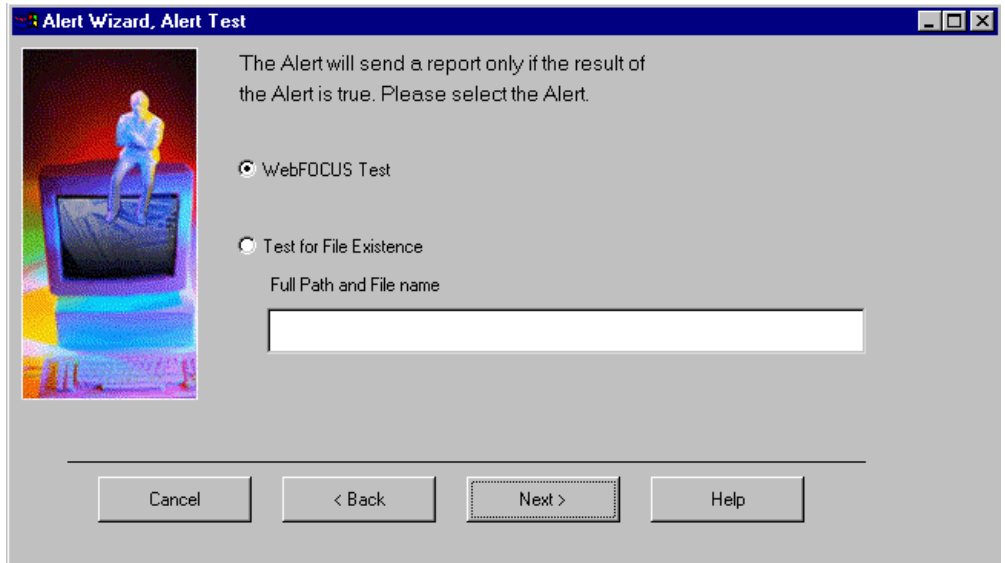 Alert Wizard, Alert Test
The Alert will send a report only if the result of
the Alert is true. Please select the Alert.
WebFOCUS Test
Test for File Existence
Full Path and File name
Cancel
< Back
Next >
Help